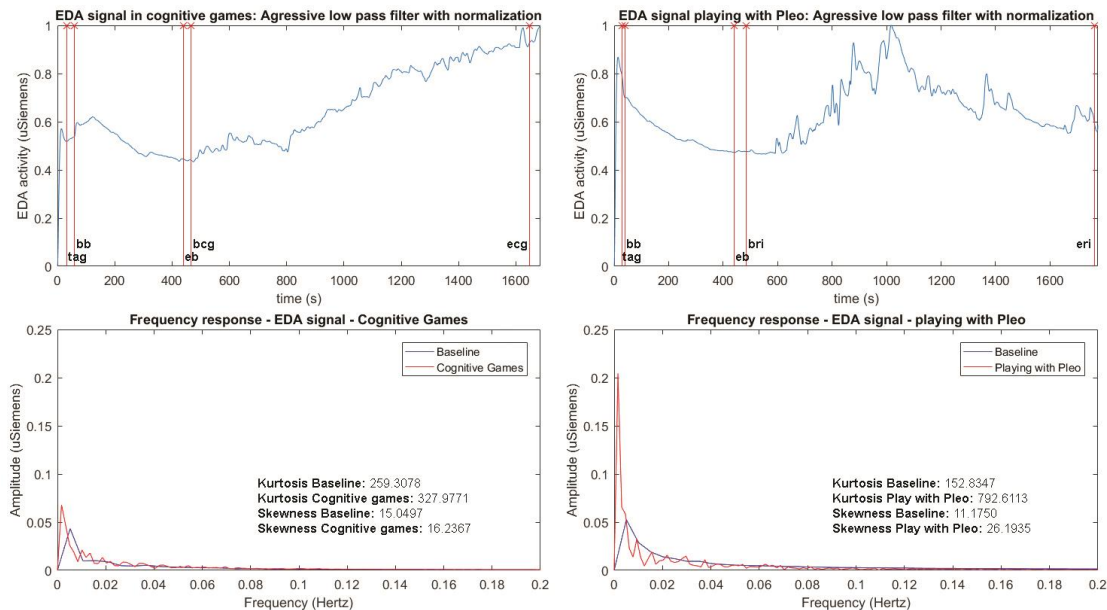 EDA signal in cognitive games: Agressive low pass filter with normalization
1
0.8
0.6
0.4
0.2
0
EDA activity (uSiemens)
bb
tag
bcg
eb
ecg
0 200 400 600 800 1000 1200 1400 1600
time (s)
EDA signal playing with Pleo: Agressive low pass filter with normalization
1
0.8
0.6
0.4
0.2
0
EDA activity (uSiemens)
bb
tag
bri
eb
eri
0 200 400 600 800 1000 1200 1400 1600
time (s)
Frequency response - EDA signal - Cognitive Games
0.25
0.2
0.15
0.1
0.05
0
Amplitude (uSiemens)
Baseline
Cognitive Games
Kurtosis Baseline: 259.3078
Kurtosis Cognitive games: 327.9771
Skewness Baseline: 15.0497
Skewness Cognitive games: 16.2367
0 0.02 0.04 0.06 0.08 0.1 0.12 0.14 0.16 0.18 0.2
Frequency (Hertz)
Frequency response - EDA signal - playing with Pleo
0.25
0.2
0.15
0.1
0.05
0
Amplitude (uSiemens)
Baseline
Playing with Pleo
Kurtosis Baseline: 152.8347
Kurtosis Play with Pleo: 792.6113
Skewness Baseline: 11.1750
Skewness Play with Pleo: 26.1935
0 0.02 0.04 0.06 0.08 0.1 0.12 0.14 0.16 0.18 0.2
Frequency (Hertz)